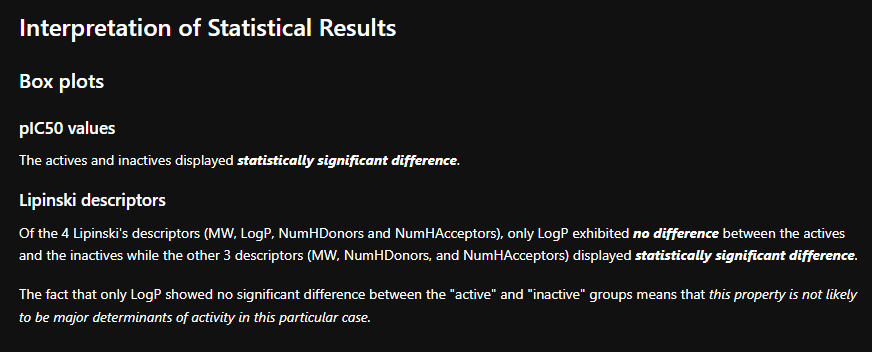 Interpretation of Statistical Results
Box plots
pIC50 values
The actives and inactives displayed statistically significant difference.
Lipinski descriptors
Of the 4 Lipinski's descriptors (MW, LogP, NumHDonors and NumHAcceptors), only LogP exhibited no difference between the actives
and the inactives while the other 3 descriptors (MW, NumHDonors, and NumHAcceptors) displayed statistically significant difference.
The fact that only LogP showed no significant difference between the "active" and "inactive" groups means that this property is not likely
to be major determinants of activity in this particular case.